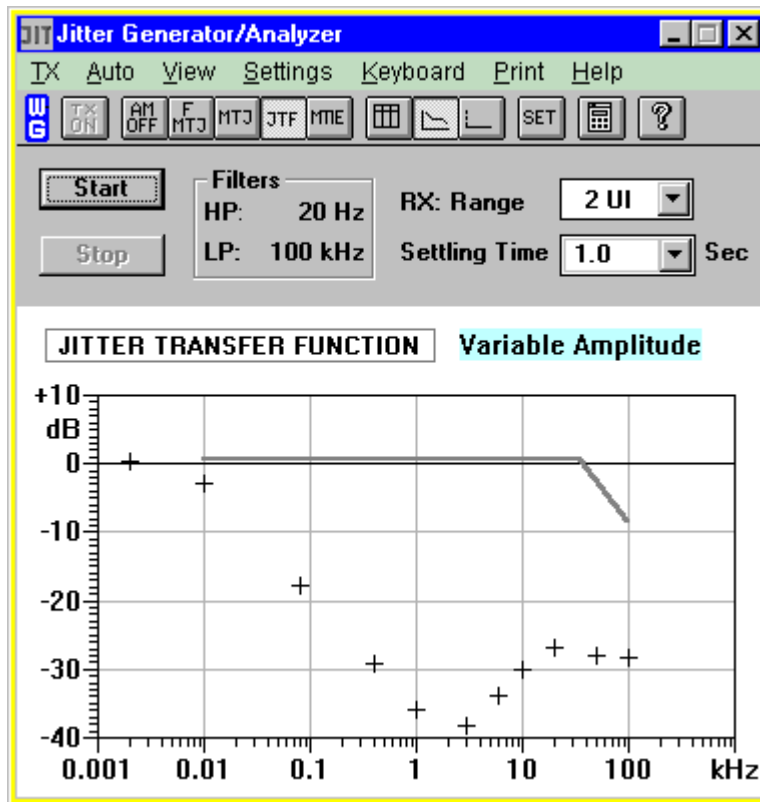 JIT Jitter Generator/Analyzer
TX Auto View Settings Keyboard Print Help
WG TX ON AM OFF F MTJ MTJ JTF MTIE SET ?
Start
Filters
HP: 20 Hz
LP: 100 kHz
RX: Range 2 UI
Stop
Settling Time 1.0 Sec
JITTER TRANSFER FUNCTION Variable Amplitude
+10
dB
0
-10
-20
-30
-40
0.001 0.01 0.1 1 10 100 kHz